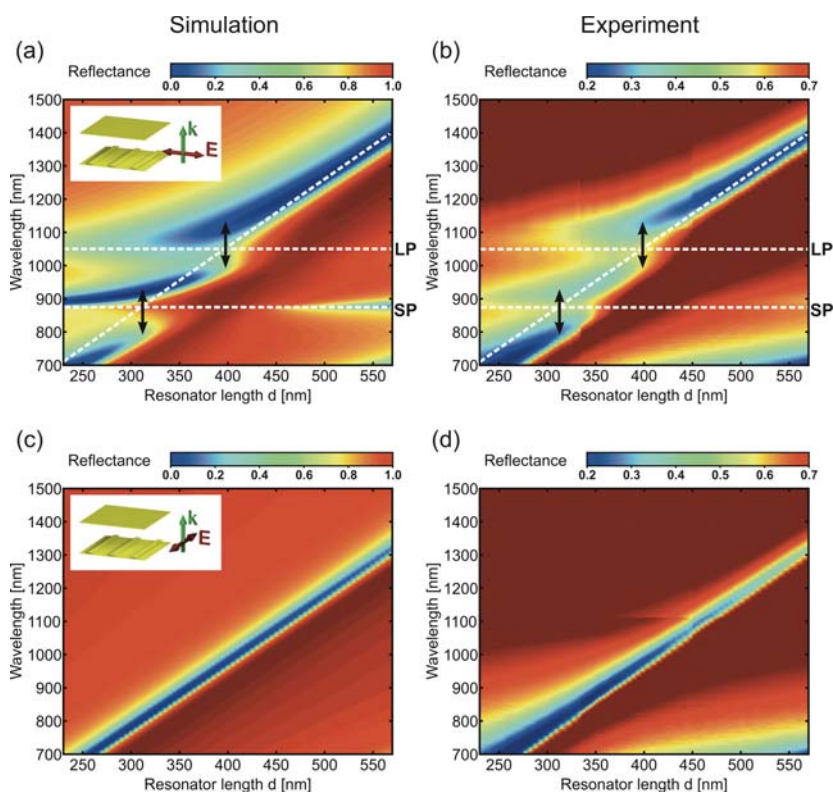 Simulation
Experiment
(a)
Reflectance
0.0 0.2 0.4 0.6 0.8 1.0
1500
1400
1300
1200
1100
1000
900
800
700
Wavelength [nm]
k
E
LP
SP
250 300 350 400 450 500 550
Resonator length d [nm]
(b)
Reflectance
0.2 0.3 0.4 0.5 0.6 0.7
1500
1400
1300
1200
1100
1000
900
800
700
Wavelength [nm]
LP
SP
250 300 350 400 450 500 550
Resonator length d [nm]
(c)
Reflectance
0.0 0.2 0.4 0.6 0.8 1.0
1500
1400
1300
1200
1100
1000
900
800
700
Wavelength [nm]
k
E
250 300 350 400 450 500 550
Resonator length d [nm]
(d)
Reflectance
0.2 0.3 0.4 0.5 0.6 0.7
1500
1400
1300
1200
1100
1000
900
800
700
Wavelength [nm]
250 300 350 400 450 500 550
Resonator length d [nm]